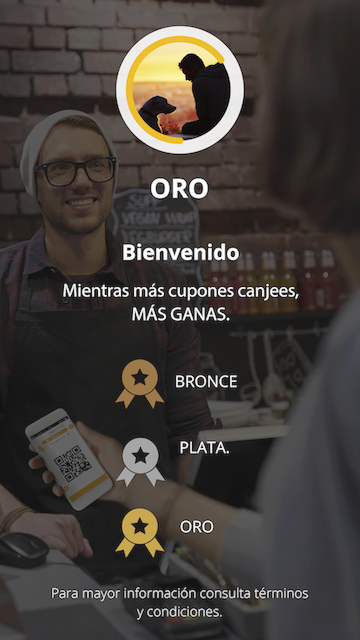 ORO
Bienvenido
Mientras más cupones canjees,
MÁS GANAS.
BRONCE
PLATA.
ORO
Para mayor información consulta términos
y condiciones.